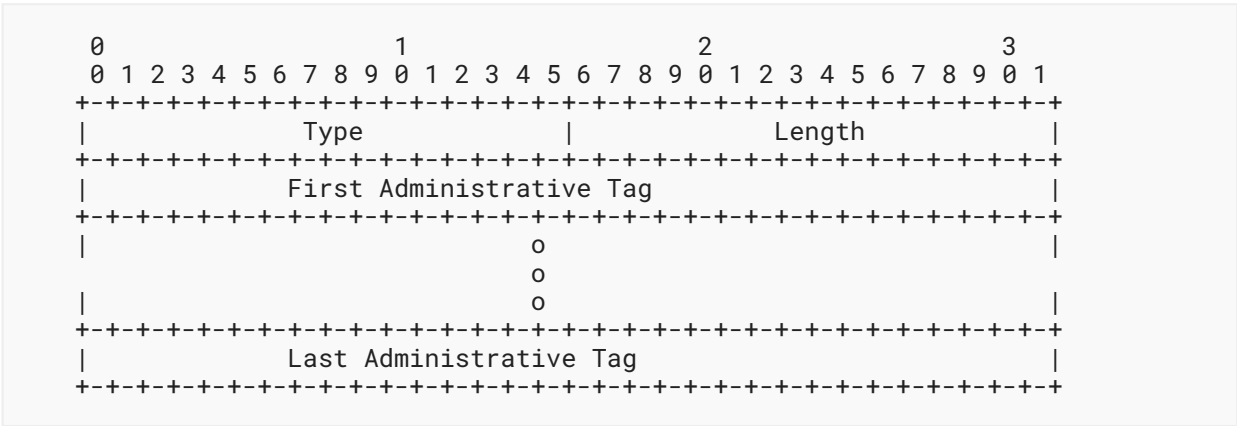 0                   1                   2                   3
0 1 2 3 4 5 6 7 8 9 0 1 2 3 4 5 6 7 8 9 0 1 2 3 4 5 6 7 8 9 0 1
+-+-+-+-+-+-+-+-+-+-+-+-+-+-+-+-+-+-+-+-+-+-+-+-+-+-+-+-+-+-+-+-+
|              Type              |             Length            |
+-+-+-+-+-+-+-+-+-+-+-+-+-+-+-+-+-+-+-+-+-+-+-+-+-+-+-+-+-+-+-+-+
|             First Administrative Tag                          |
+-+-+-+-+-+-+-+-+-+-+-+-+-+-+-+-+-+-+-+-+-+-+-+-+-+-+-+-+-+-+-+-+
|                             o                                 |
                              o
|                             o                                 |
+-+-+-+-+-+-+-+-+-+-+-+-+-+-+-+-+-+-+-+-+-+-+-+-+-+-+-+-+-+-+-+-+
|             Last Administrative Tag                           |
+-+-+-+-+-+-+-+-+-+-+-+-+-+-+-+-+-+-+-+-+-+-+-+-+-+-+-+-+-+-+-+-+